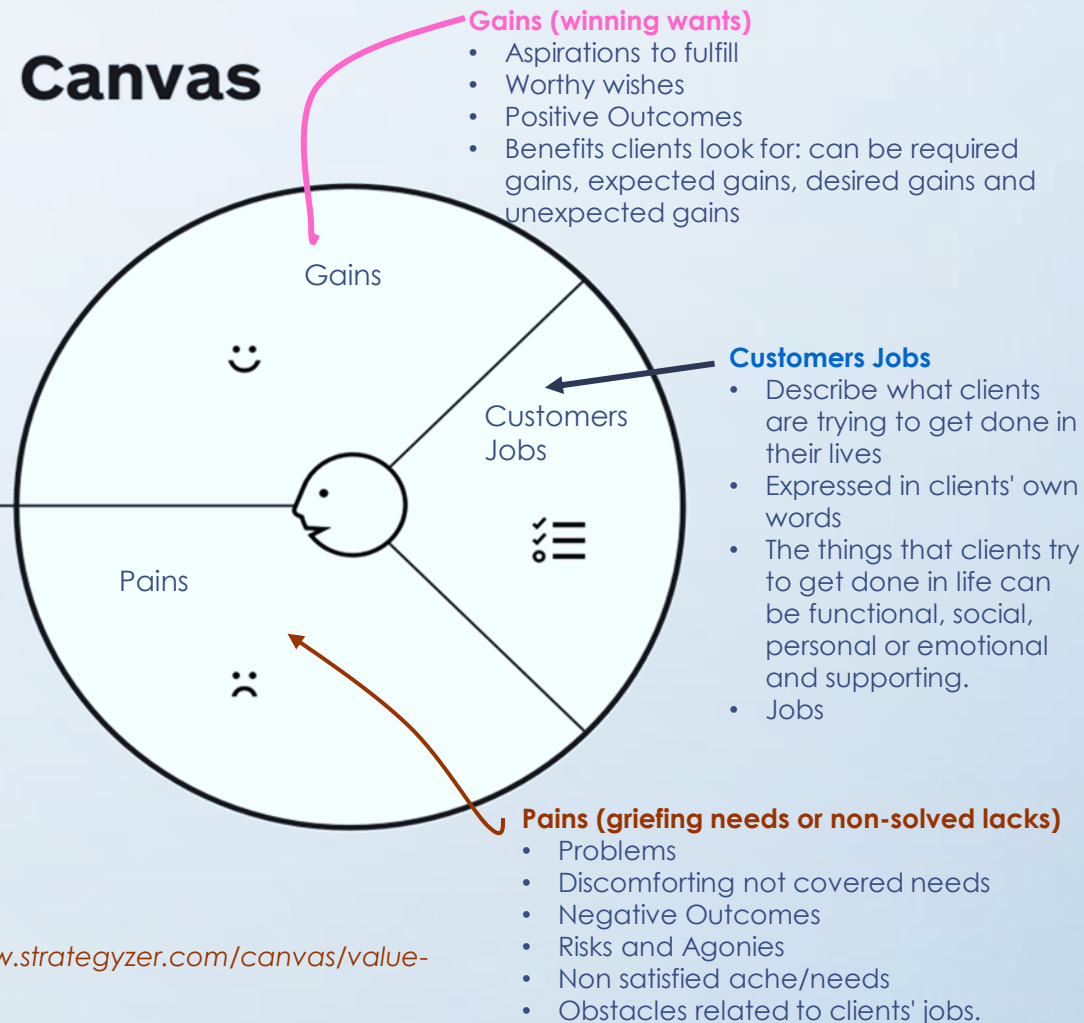 Canvas
Gains (winning wants)
• Aspirations to fulfill
• Worthy wishes
• Positive Outcomes
• Benefits clients look for: can be required
gains, expected gains, desired gains and
unexpected gains
Gains
Customers Jobs
• Describe what clients
are trying to get done in
their lives
• Expressed in clients' own
words
• The things that clients try
to get done in life can
be functional, social,
personal or emotional
and supporting.
• Jobs
Customers
Jobs
Pains
Pains (griefing needs or non-solved lacks)
• Problems
• Discomforting not covered needs
• Negative Outcomes
• Risks and Agonies
• Non satisfied ache/needs
• Obstacles related to clients' jobs.
w.strategyzer.com/canvas/value-